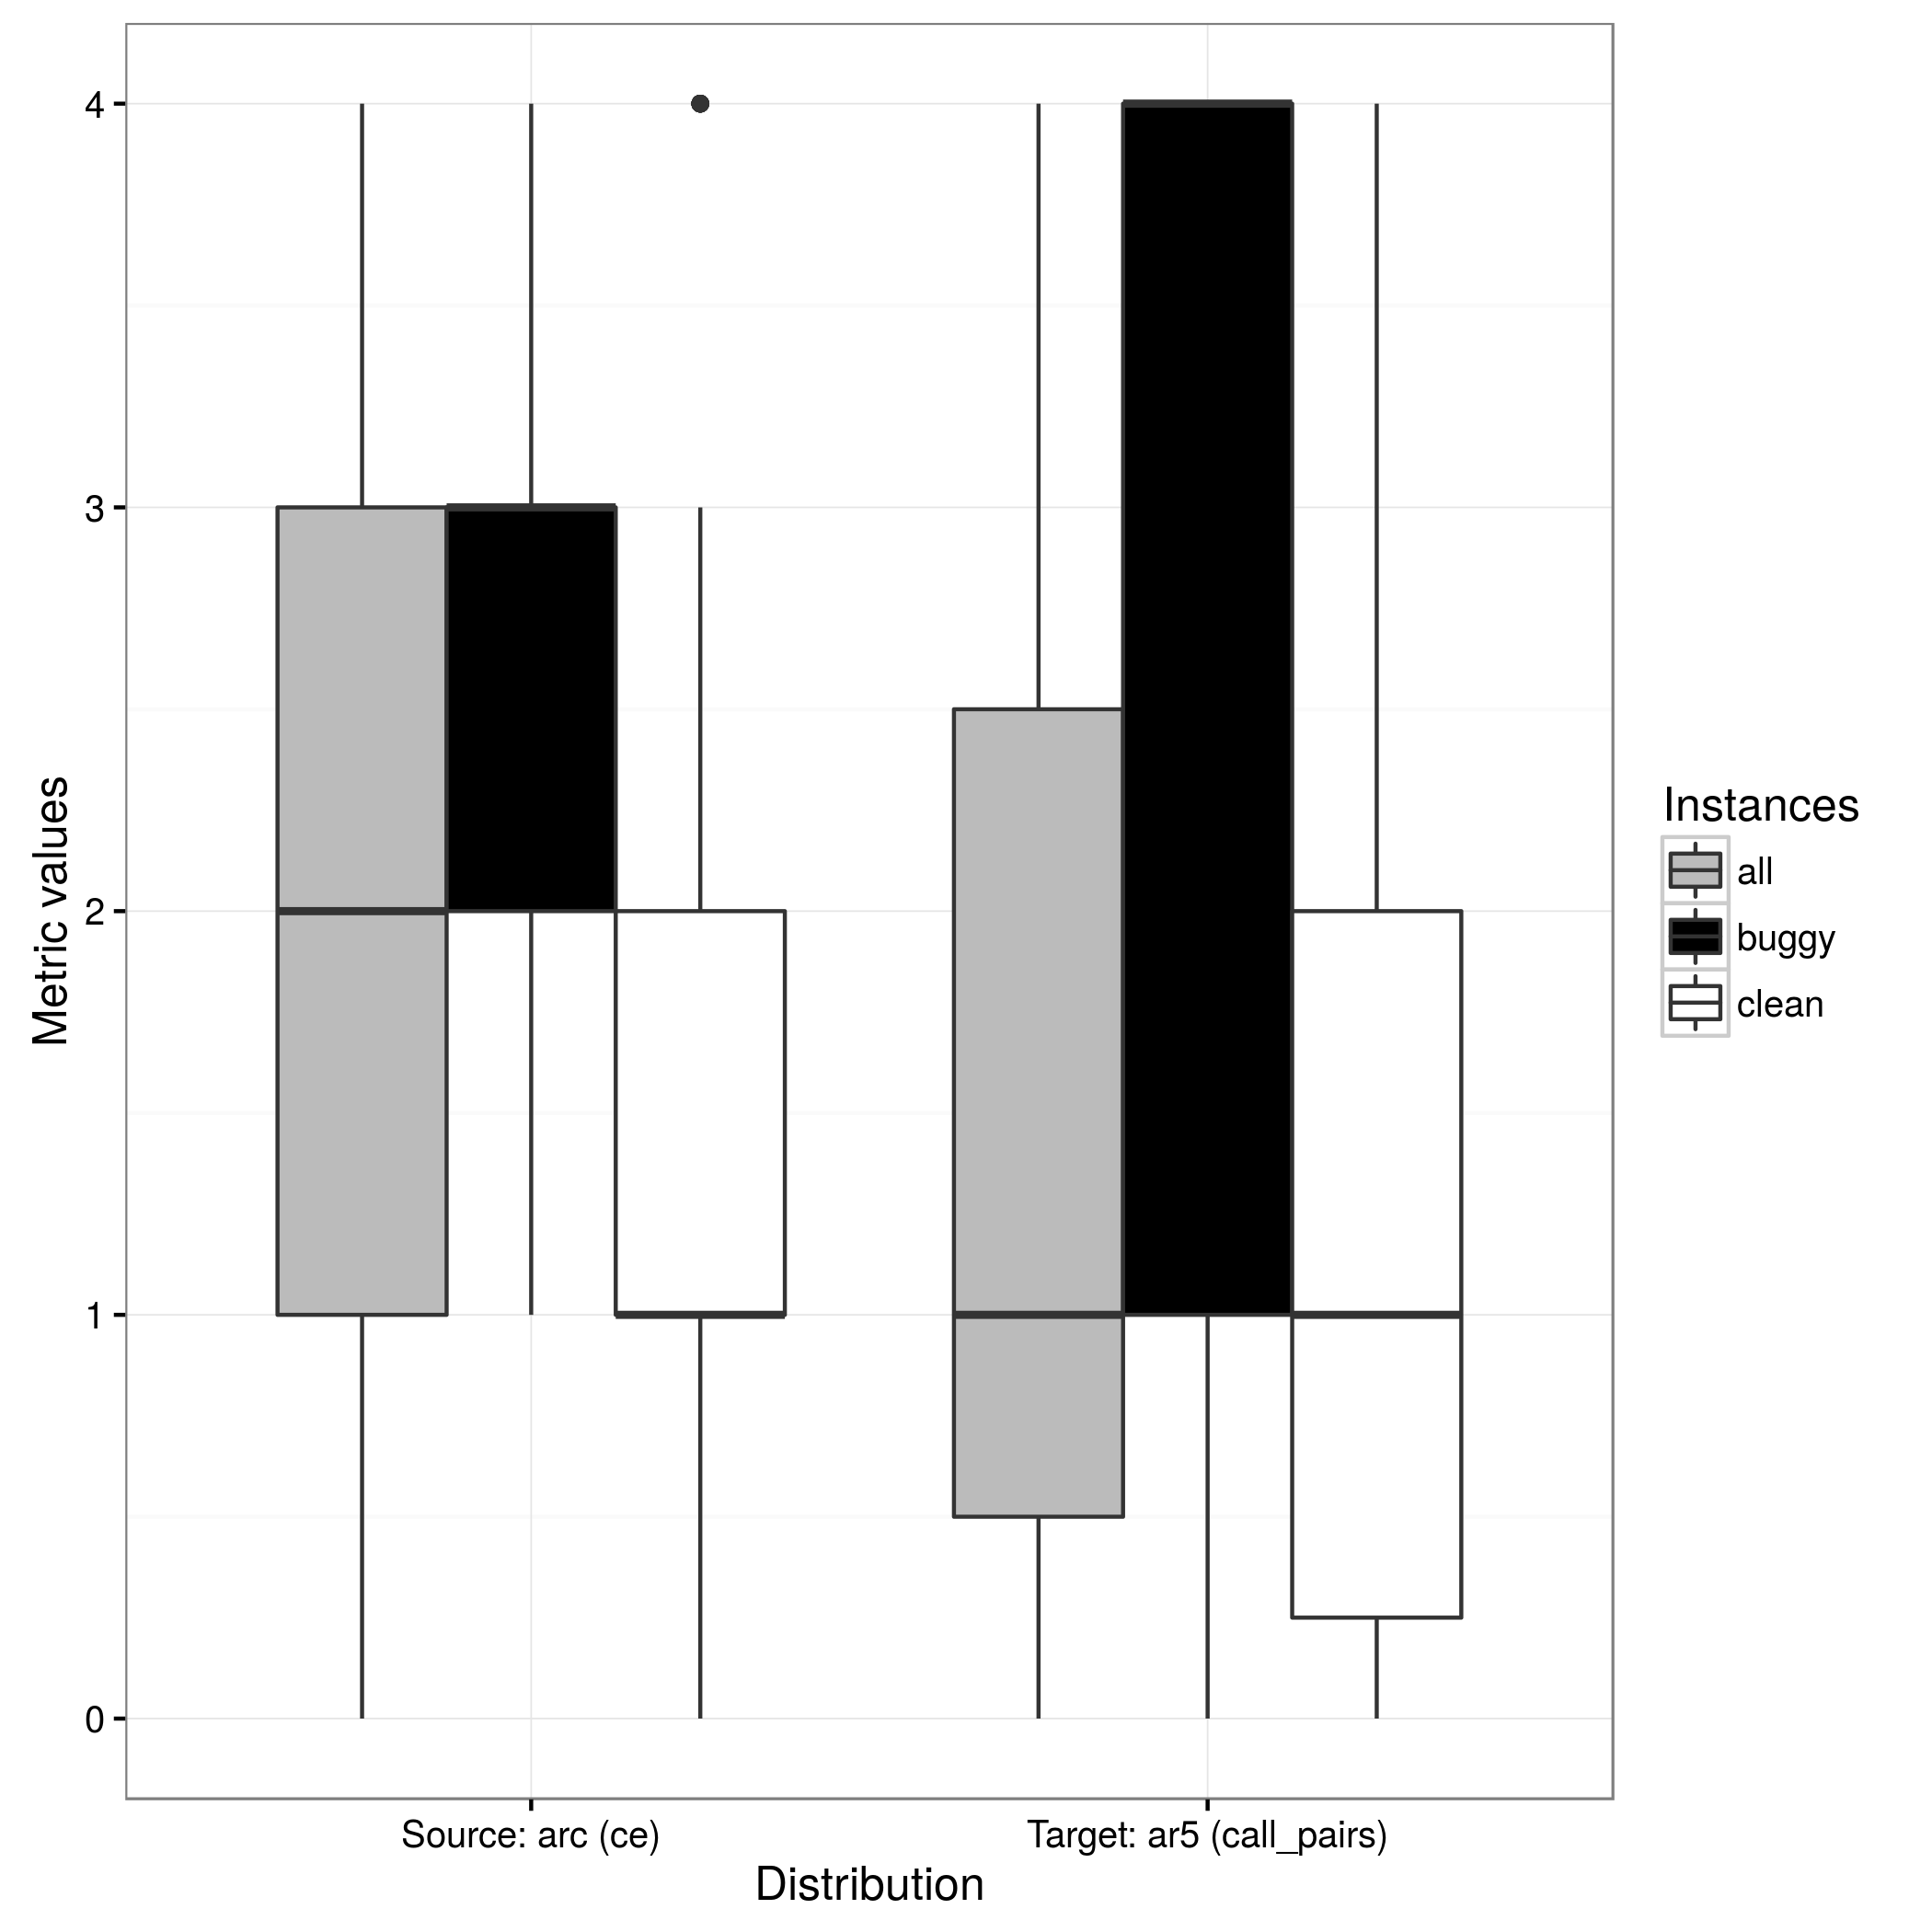 4
3
2
1
0
Metric values
Source: arc (ce)
Target: ar5 (call_pairs)
Distribution
Instances
all
buggy
clean